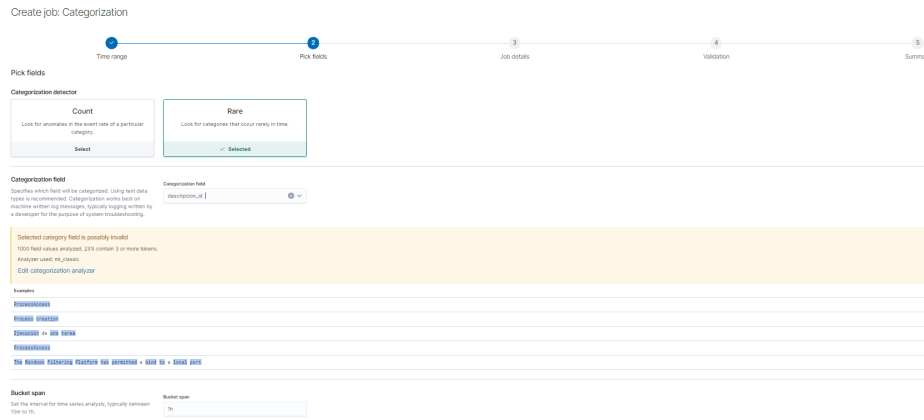 Create job: Categorization
2
3
4
5
Time range
Pick fields
Job details
Validation
Summa
Pick fields
Categorization detector
Count
Look for anomalies in the event rate of a particular
category.
Select
Rare
Look for categories that occur rarely in time.
Selected
Categorization field
Specifies which field will be categorized. Using text data
types is recommended. Categorization works best on
machine written log messages, typically logging written by
a developer for the purpose of system troubleshooting.
Categorization field
descripcion_id
Selected category field is possibly invalid
1000 field values analyzed, 23% contain 3 or more tokens.
Analyzer used: ml_classic
Edit categorization analyzer
Examples
ProcessAccess
Process creation
Ejecucion de una terea
ProcessAccess
The Windows Filtering Platform has permitted a bind to a local port
Bucket span
Set the interval for time series analysis, typically between
15m to 1h.
Bucket span
1h